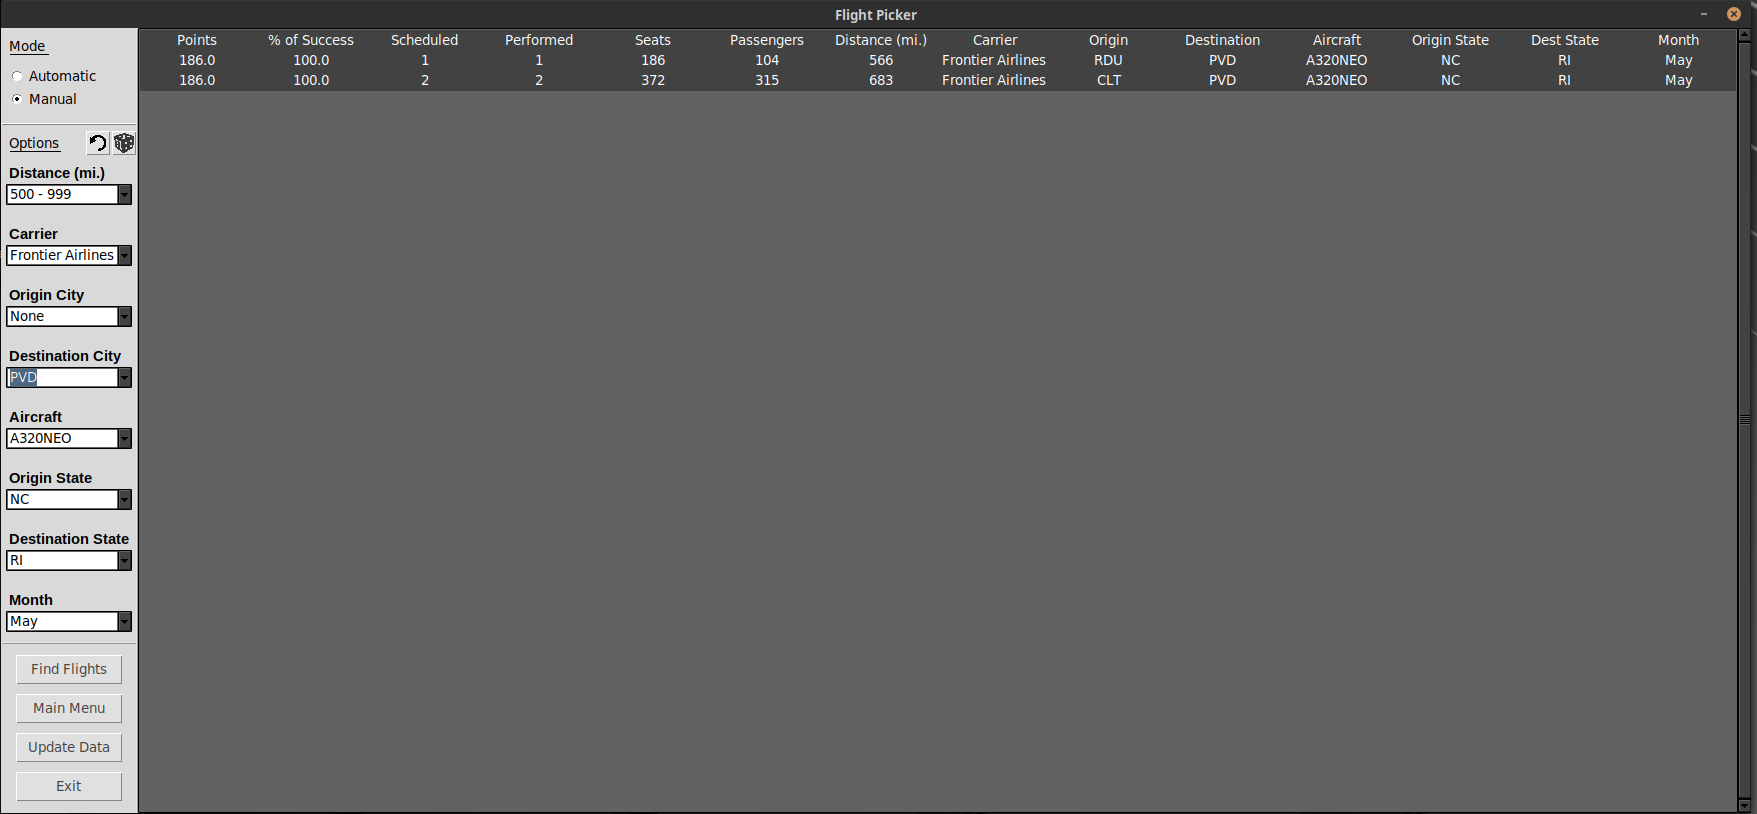 Flight Picker
Mode
Automatic
Manual
Options
Distance (mi.)
500 - 999
Carrier
Frontier Airlines
Origin City
None
Destination City
PVD
Aircraft
A320NEO
Origin State
NC
Destination State
RI
Month
May
Find Flights
Main Menu
Update Data
Exit
Points % of Success Scheduled Performed Seats Passengers Distance (mi.) Carrier Origin Destination Aircraft Origin State Dest State Month
186.0 100.0 1 1 186 104 566 Frontier Airlines RDU PVD A320NEO NC RI May
186.0 100.0 2 2 372 315 683 Frontier Airlines CLT PVD A320NEO NC RI May